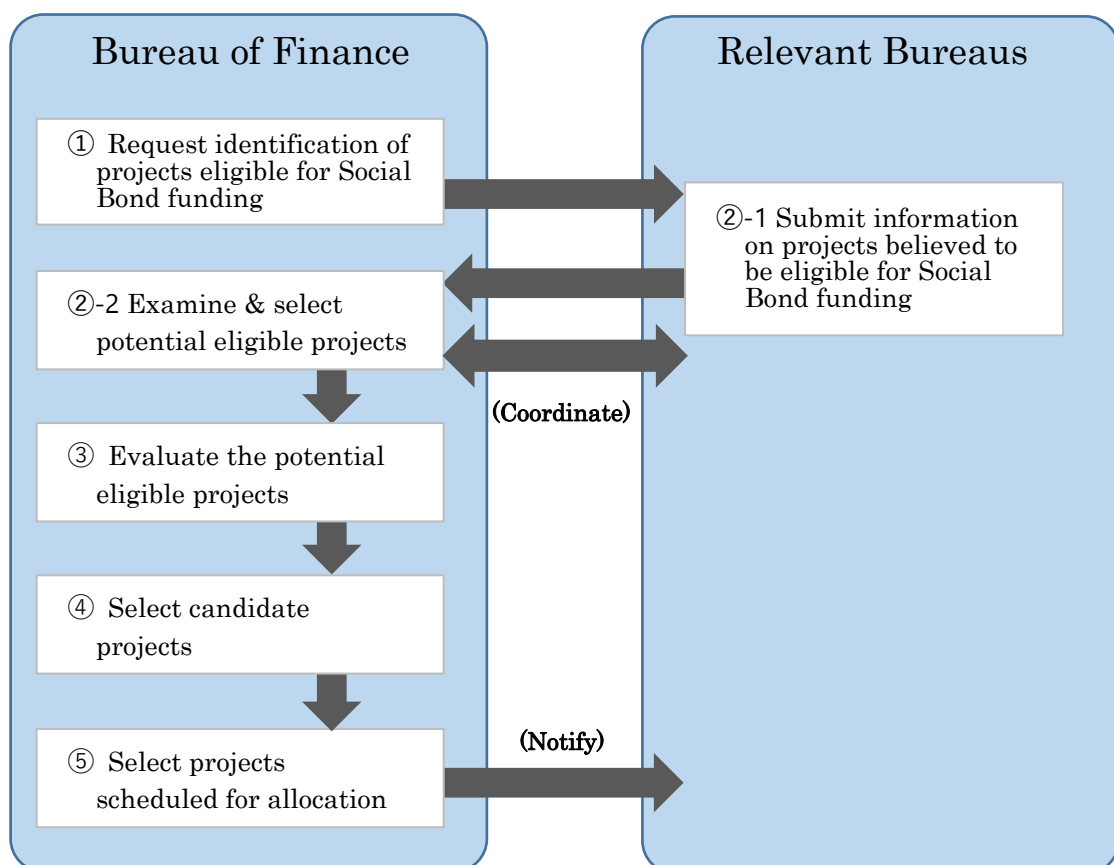 Bureau of Finance
① Request identification of
projects eligible for Social
Bond funding
②-2 Examine & select
potential eligible projects
③ Evaluate the potential
eligible projects
④ Select candidate
projects
⑤ Select projects
scheduled for allocation
(Coordinate)
(Notify)
Relevant Bureaus
②-1 Submit information
on projects believed to
be eligible for Social
Bond funding